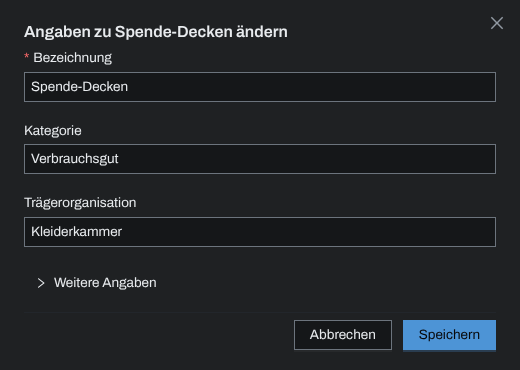 Angaben zu Spende-Decken ändern
* Bezeichnung
Spende-Decken
Kategorie
Verbrauchsgut
Trägerorganisation
Kleiderkammer
Weitere Angaben
Abbrechen
Speichern